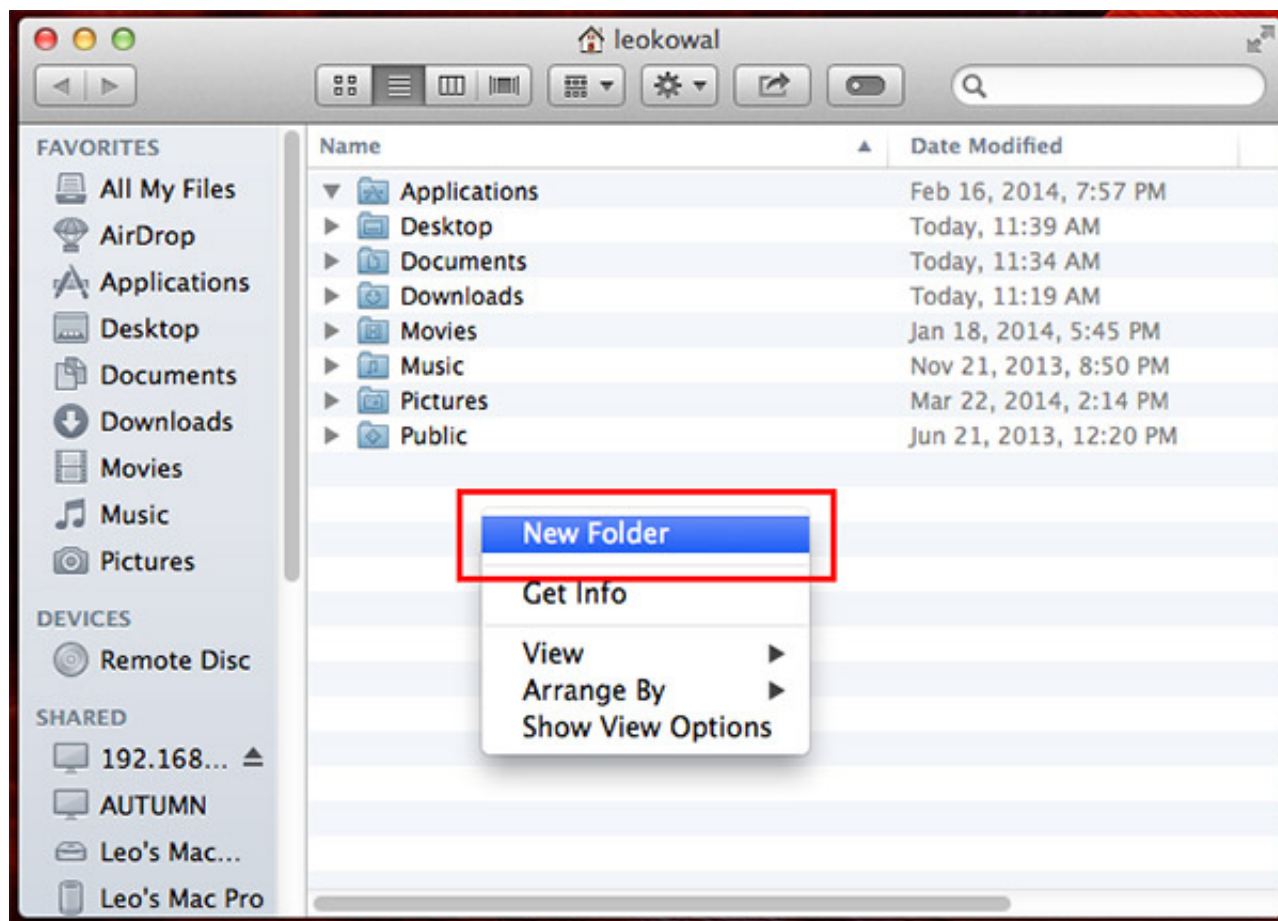 leokowal
FAVORITES
All My Files
AirDrop
Applications
Desktop
Documents
Downloads
Movies
Music
Pictures
DEVICES
Remote Disc
SHARED
192.168...
AUTUMN
Leo's Mac...
Leo's Mac Pro
Name Date Modified
Applications Feb 16, 2014, 7:57 PM
Desktop Today, 11:39 AM
Documents Today, 11:34 AM
Downloads Today, 11:19 AM
Movies Jan 18, 2014, 5:45 PM
Music Nov 21, 2013, 8:50 PM
Pictures Mar 22, 2014, 2:14 PM
Public Jun 21, 2013, 12:20 PM
New Folder
Get Info
View
Arrange By
Show View Options